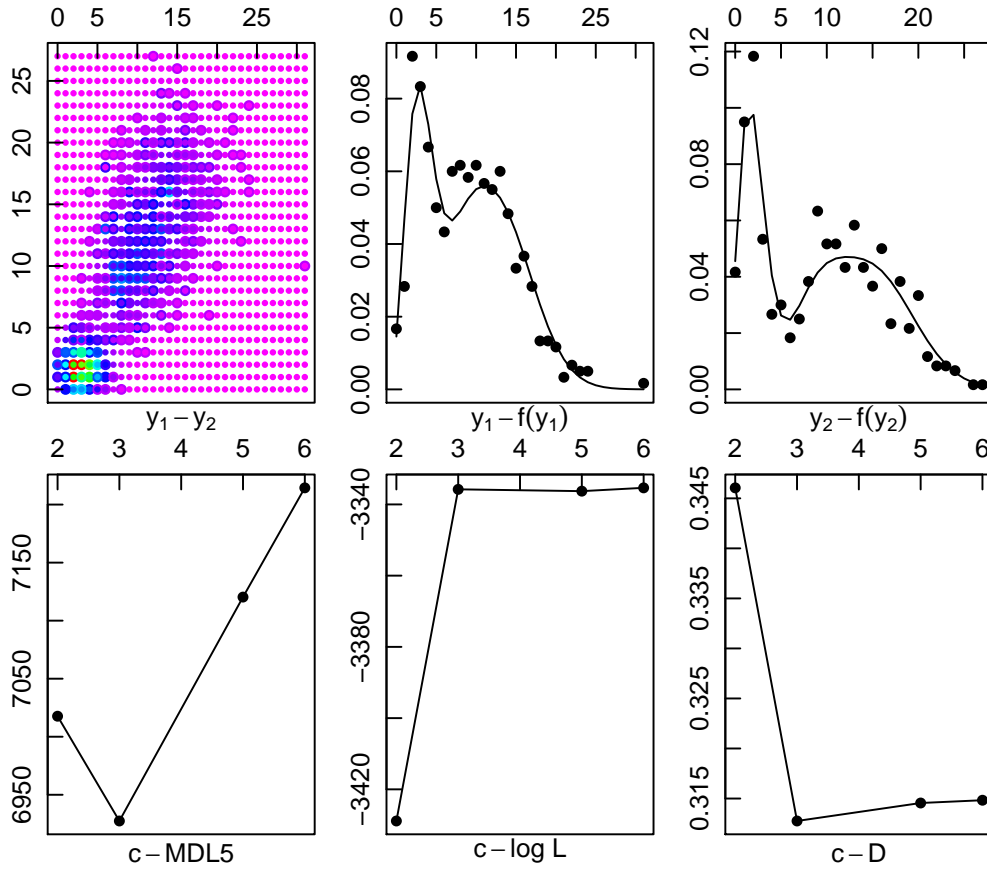 0 5 15 25
0 5 15 25
0 10 20
0 5 10 15 20 25
0.00 0.02 0.04 0.06 0.08
0.00 0.04 0.08 0.12
y₁ – y₂
y₁ – f(y₁)
y₂ – f(y₂)
2 3 4 5 6
2 3 4 5 6
2 3 4 5 6
6950 7050 7150
−3420 −3380 −3340
0.315 0.325 0.335 0.345
c – MDL5
c – log L
c – D